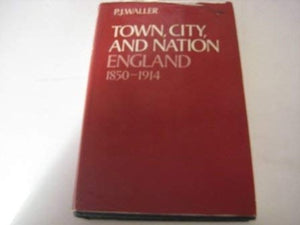 P.J. WALLER
TOWN, CITY,
AND NATION
ENGLAND
1850-1914